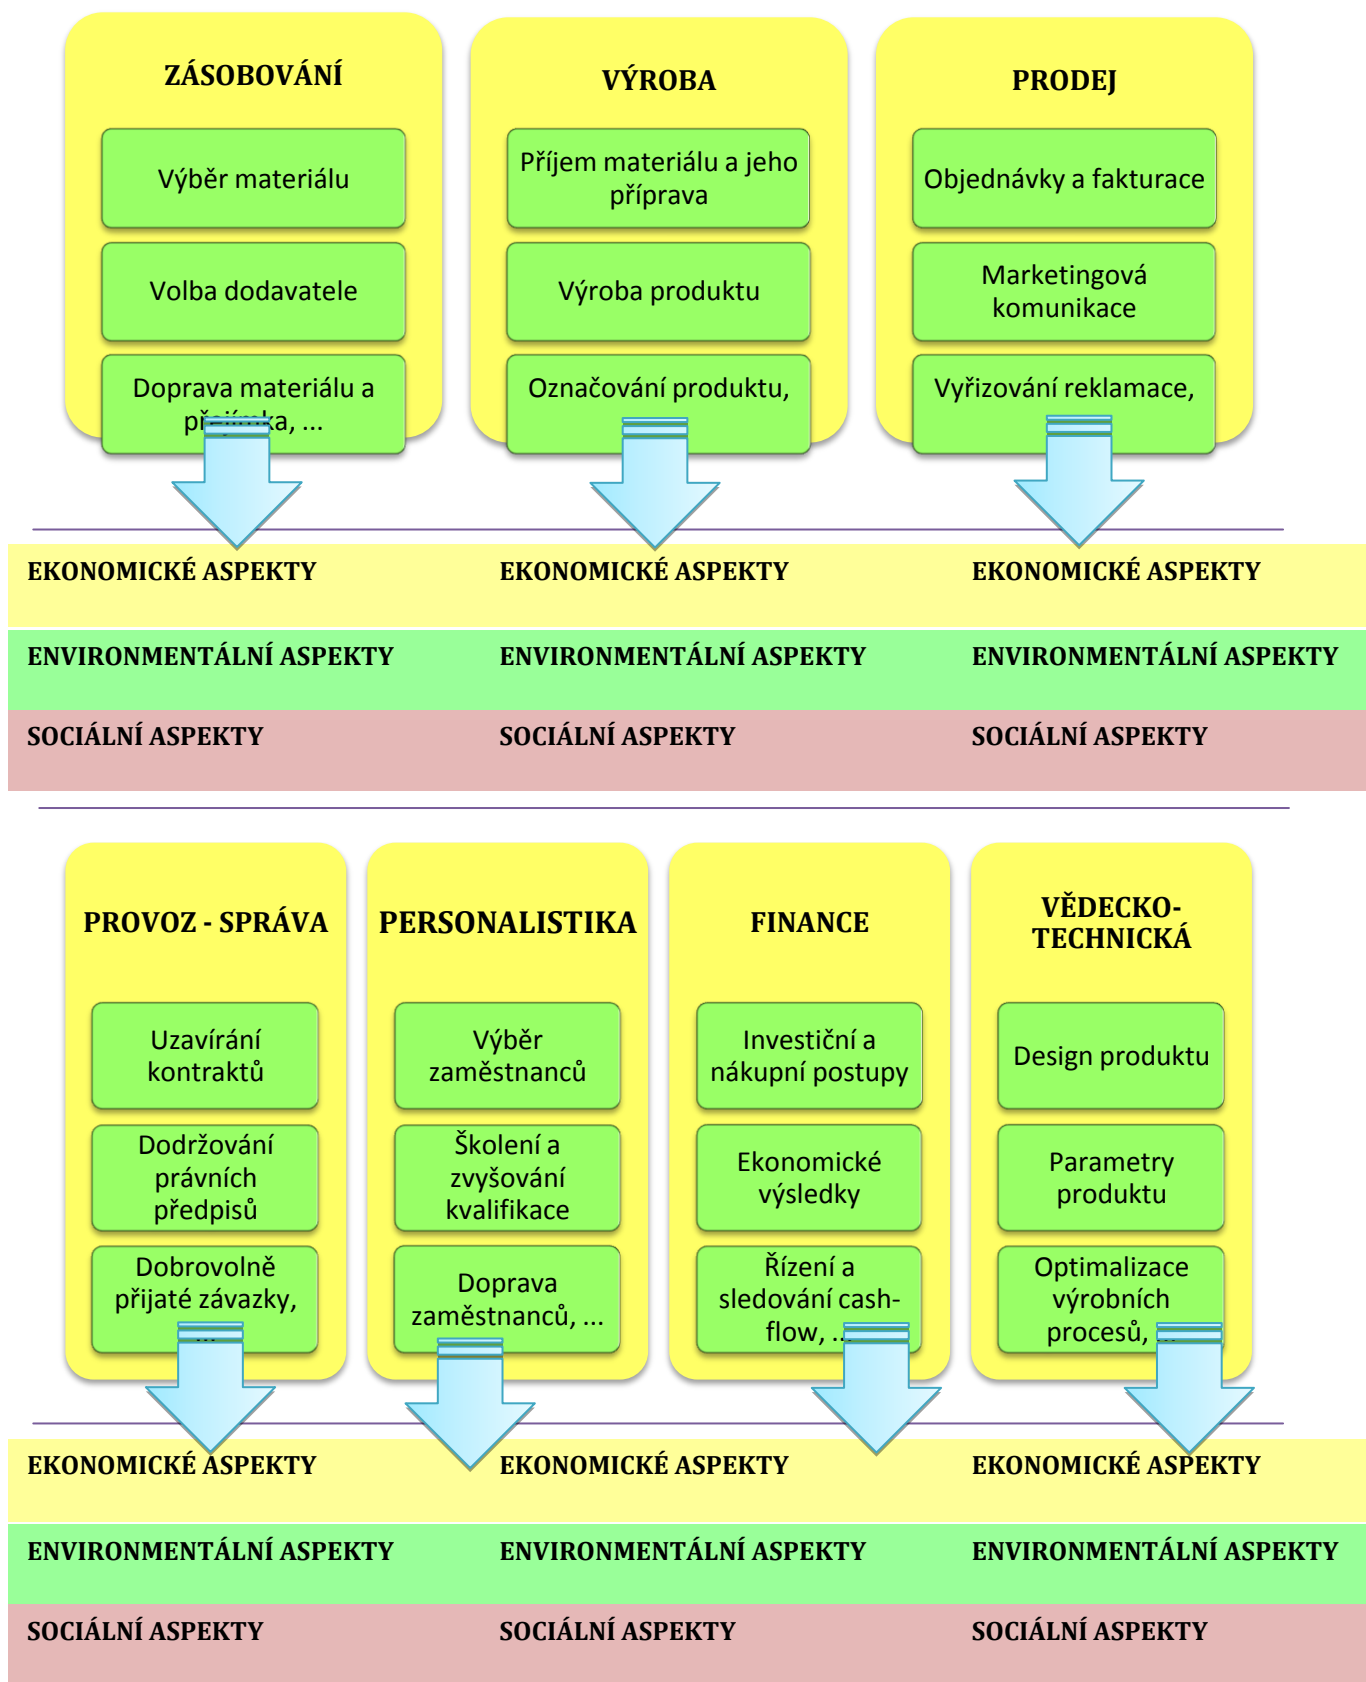 ZÁSOBOVÁNÍ
Výběr materiálu
Volba dodavatele
Doprava materiálu a
přejímka, ...
VÝROBA
Příjem materiálu a jeho
příprava
Výroba produktu
Označování produktu,
PRODEJ
Objednávky a fakturace
Marketingová
komunikace
Vyřizování reklamace,
EKONOMICKÉ ASPEKTY EKONOMICKÉ ASPEKTY EKONOMICKÉ ASPEKTY
ENVIRONMENTÁLNÍ ASPEKTY ENVIRONMENTÁLNÍ ASPEKTY ENVIRONMENTÁLNÍ ASPEKTY
SOCIÁLNÍ ASPEKTY SOCIÁLNÍ ASPEKTY SOCIÁLNÍ ASPEKTY
PROVOZ - SPRÁVA
Uzavírání
kontraktů
Dodržování
právních
předpisů
Dobrovolně
přijaté závazky,
...
PERSONALISTIKA
Výběr
zaměstnanců
Školení a
zvyšování
kvalifikace
Doprava
zaměstnanců, ...
FINANCE
Investiční a
nákupní postupy
Ekonomické
výsledky
Řízení a
sledování cash-
flow, ...
VĚDECKO-
TECHNICKÁ
Design produktu
Parametry
produktu
Optimalizace
výrobních
procesů, ...
EKONOMICKÉ ASPEKTY EKONOMICKÉ ASPEKTY EKONOMICKÉ ASPEKTY
ENVIRONMENTÁLNÍ ASPEKTY ENVIRONMENTÁLNÍ ASPEKTY ENVIRONMENTÁLNÍ ASPEKTY
SOCIÁLNÍ ASPEKTY SOCIÁLNÍ ASPEKTY SOCIÁLNÍ ASPEKTY